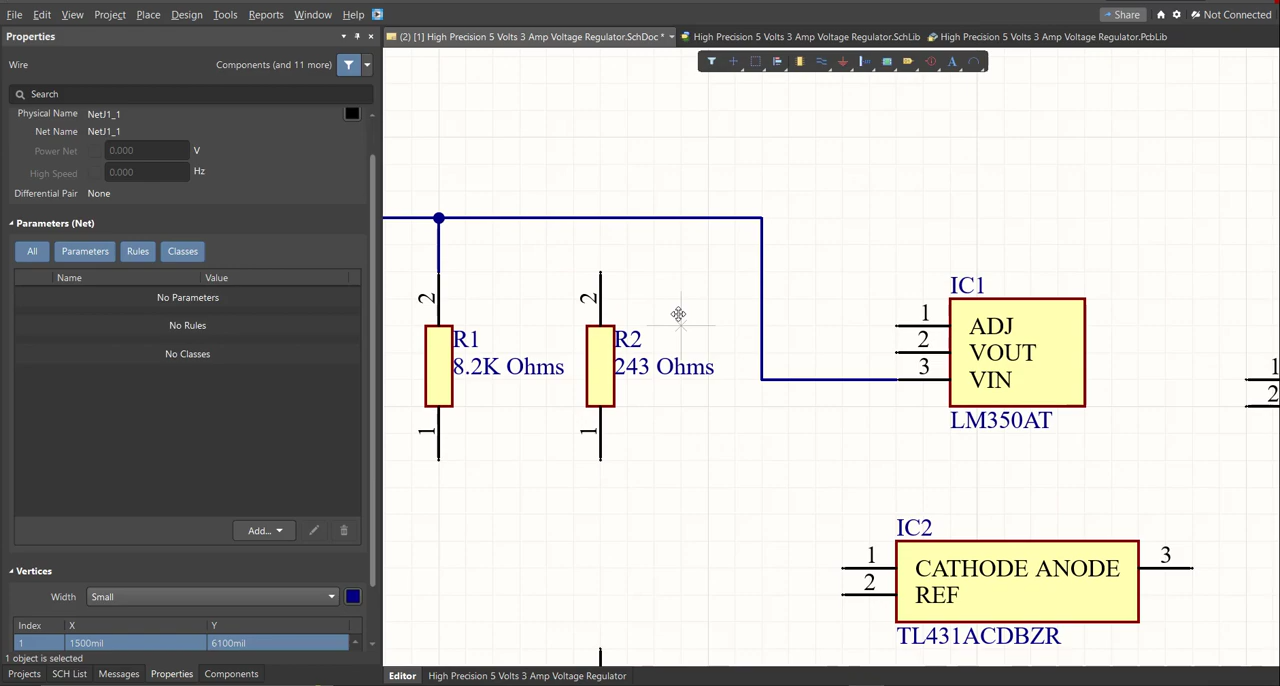 File Edit View Project Place Design Tools Reports Window Help Share Not Connected
Properties
(2) [1] High Precision 5 Volts 3 Amp Voltage Regulator.SchDoc * High Precision 5 Volts 3 Amp Voltage Regulator.SchLib High Precision 5 Volts 3 Amp Voltage Regulator.PcbLib
Wire Components (and 11 more)
Search
Physical Name NetJ1_1
Net Name NetJ1_1
Power Net 0.000 V
High Speed 0.000 Hz
Differential Pair None
Parameters (Net)
All Parameters Rules Classes
Name Value
No Parameters
No Rules
No Classes
Add...
Vertices
Width Small
Index X Y
1 1500mil 6100mil
1 object is selected
Projects SCH List Messages Properties Components
2
R1
8.2K Ohms
1
2
R2
243 Ohms
1
IC1
1 ADJ
2 VOUT
3 VIN
LM350AT
1
2
IC2
1 CATHODE ANODE 3
2 REF
TL431ACDBZR
A
Editor High Precision 5 Volts 3 Amp Voltage Regulator